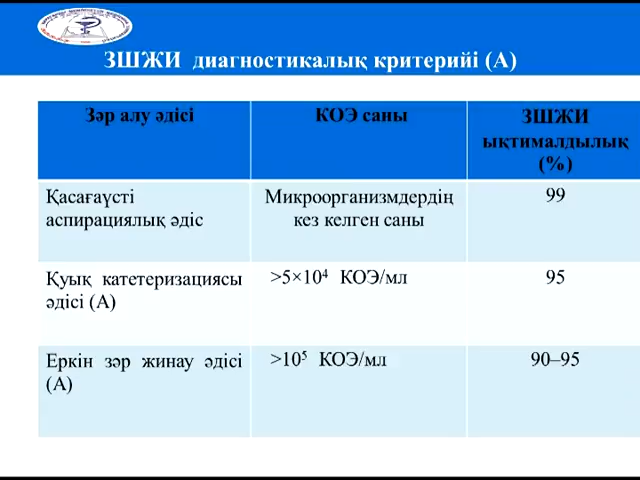 ЗШЖИ диагностикалық критерийі (А)
Зәр алу әдісі
КОЭ саны
ЗШЖИ
ықтималдылық
(%)
Қасағаүсті
аспирациялық әдіс
Микроорганизмдердің
кез келген саны
99
Қуық катетеризациясы
әдісі (А)
>5×10⁴ КОЭ/мл
95
Еркін зәр жинау әдісі
(А)
>10⁵ КОЭ/мл
90–95